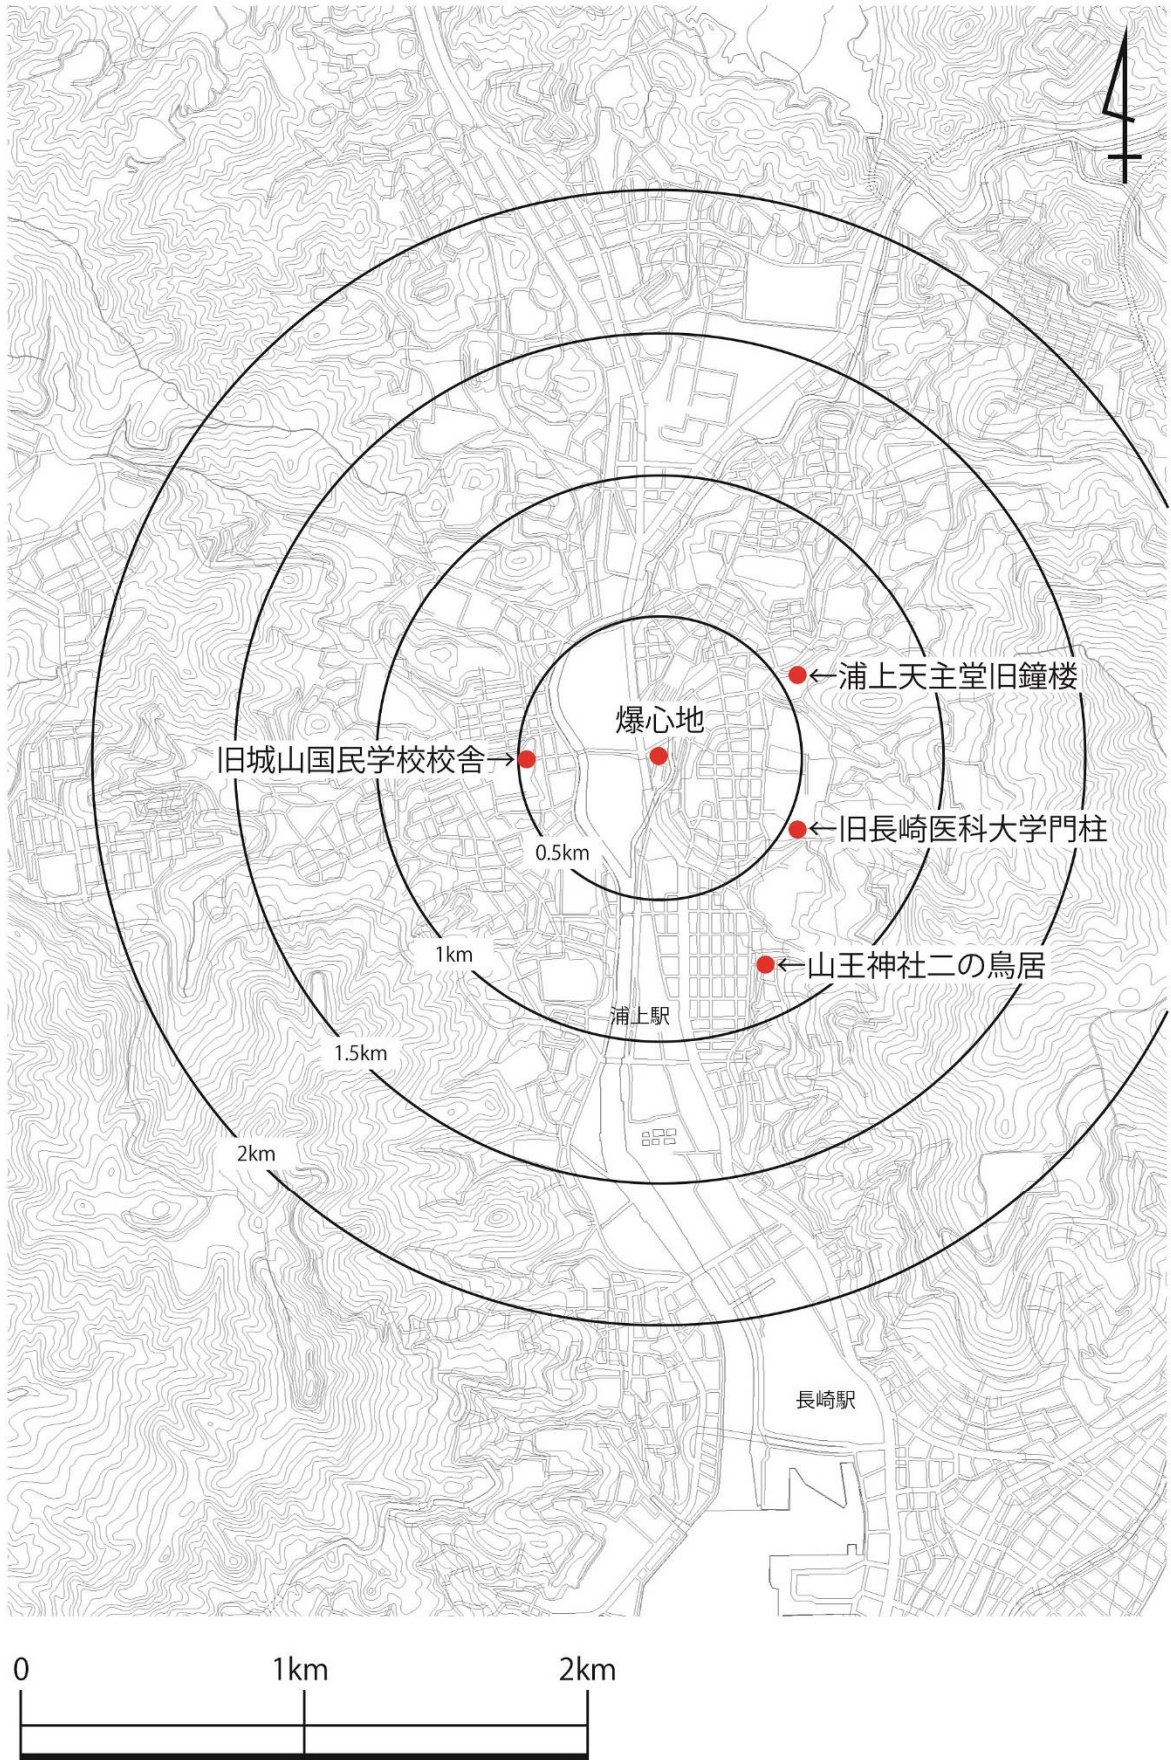 ←浦上天主堂旧鐘楼
爆心地
旧城山国民学校校舎→
←旧長崎医科大学門柱
0.5km
1km
←山王神社二の鳥居
浦上駅
1.5km
2km
長崎駅
0 1km 2km